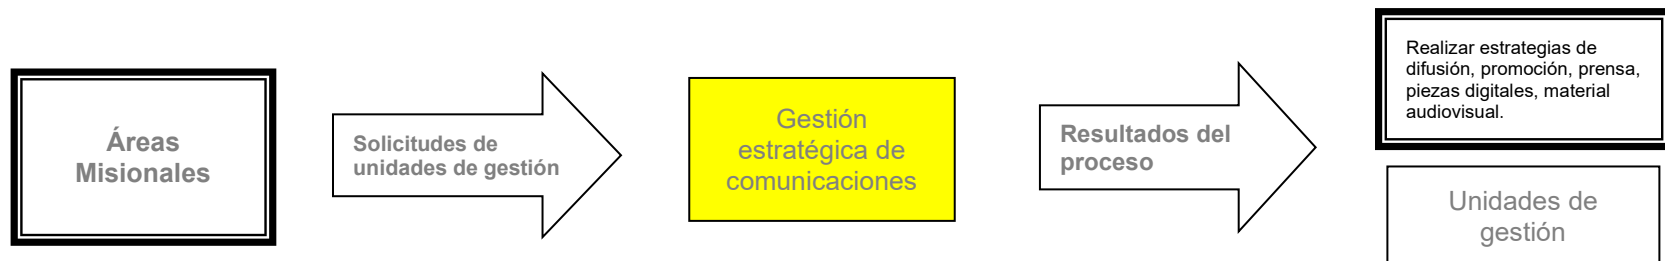 Áreas
Misionales
Solicitudes de
unidades de gestión
Gestión
estratégica de
comunicaciones
Resultados del
proceso
Realizar estrategias de
difusión, promoción, prensa,
piezas digitales, material
audiovisual.
Unidades de
gestión